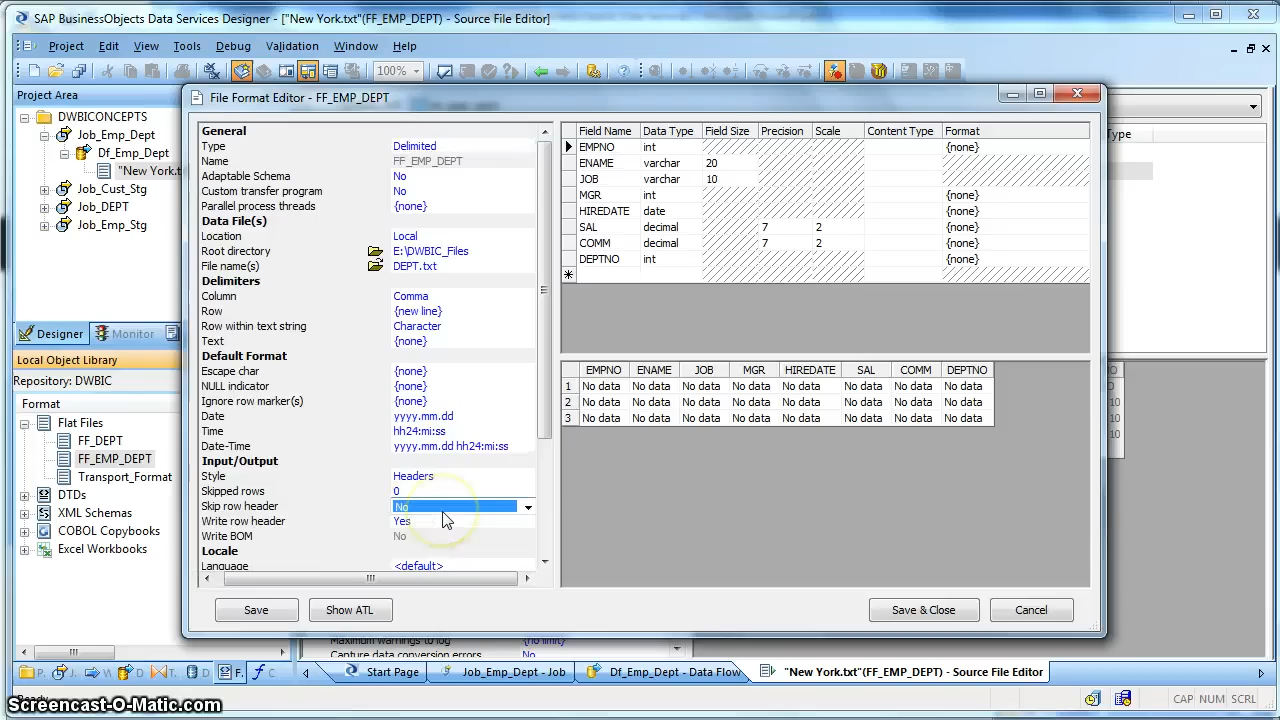 SAP BusinessObjects Data Services Designer - ["New York.txt"(FF_EMP_DEPT) - Source File Editor]
Project Edit View Tools Debug Validation Window Help
100%
Project Area
DWBICONCEPTS
Job_Emp_Dept
Df_Emp_Dept
"New York.t
Job_Cust_Stg
Job_DEPT
Job_Emp_Stg
Designer Monitor
Local Object Library
Repository: DWBIC
Format
Flat Files
FF_DEPT
FF_EMP_DEPT
Transport_Format
DTDs
XML Schemas
COBOL Copybooks
Excel Workbooks
File Format Editor - FF_EMP_DEPT
General
Type Delimited
Name FF_EMP_DEPT
Adaptable Schema No
Custom transfer program No
Parallel process threads {none}
Data File(s)
Location Local
Root directory E:\DWBIC_Files
File name(s) DEPT.txt
Delimiters
Column Comma
Row {new line}
Row within text string Character
Text {none}
Default Format
Escape char {none}
NULL indicator {none}
Ignore row marker(s) {none}
Date yyyy.mm.dd
Time hh24:mi:ss
Date-Time yyyy.mm.dd hh24:mi:ss
Input/Output
Style Headers
Skipped rows 0
Skip row header No
Write row header Yes
Write BOM No
Locale
Language <default>
Field Name Data Type Field Size Precision Scale Content Type Format
EMPNO int {none}
ENAME varchar 20
JOB varchar 10
MGR int {none}
HIREDATE date {none}
SAL decimal 7 2 {none}
COMM decimal 7 2 {none}
DEPTNO int {none}
EMPNO ENAME JOB MGR HIREDATE SAL COMM DEPTNO
1 No data No data No data No data No data No data No data No data
2 No data No data No data No data No data No data No data No data
3 No data No data No data No data No data No data No data No data
Save Show ATL Save & Close Cancel
Type
10
10
10
Maximum warnings to log {no limit}
Capture data conversion errors No
P. J. W. D T. D F. C Start Page Job_Emp_Dept - Job Df_Emp_Dept - Data Flow "New York.txt"(FF_EMP_DEPT) - Source File Editor
CAP NUM SCRL
Screencast-O-Matic.com